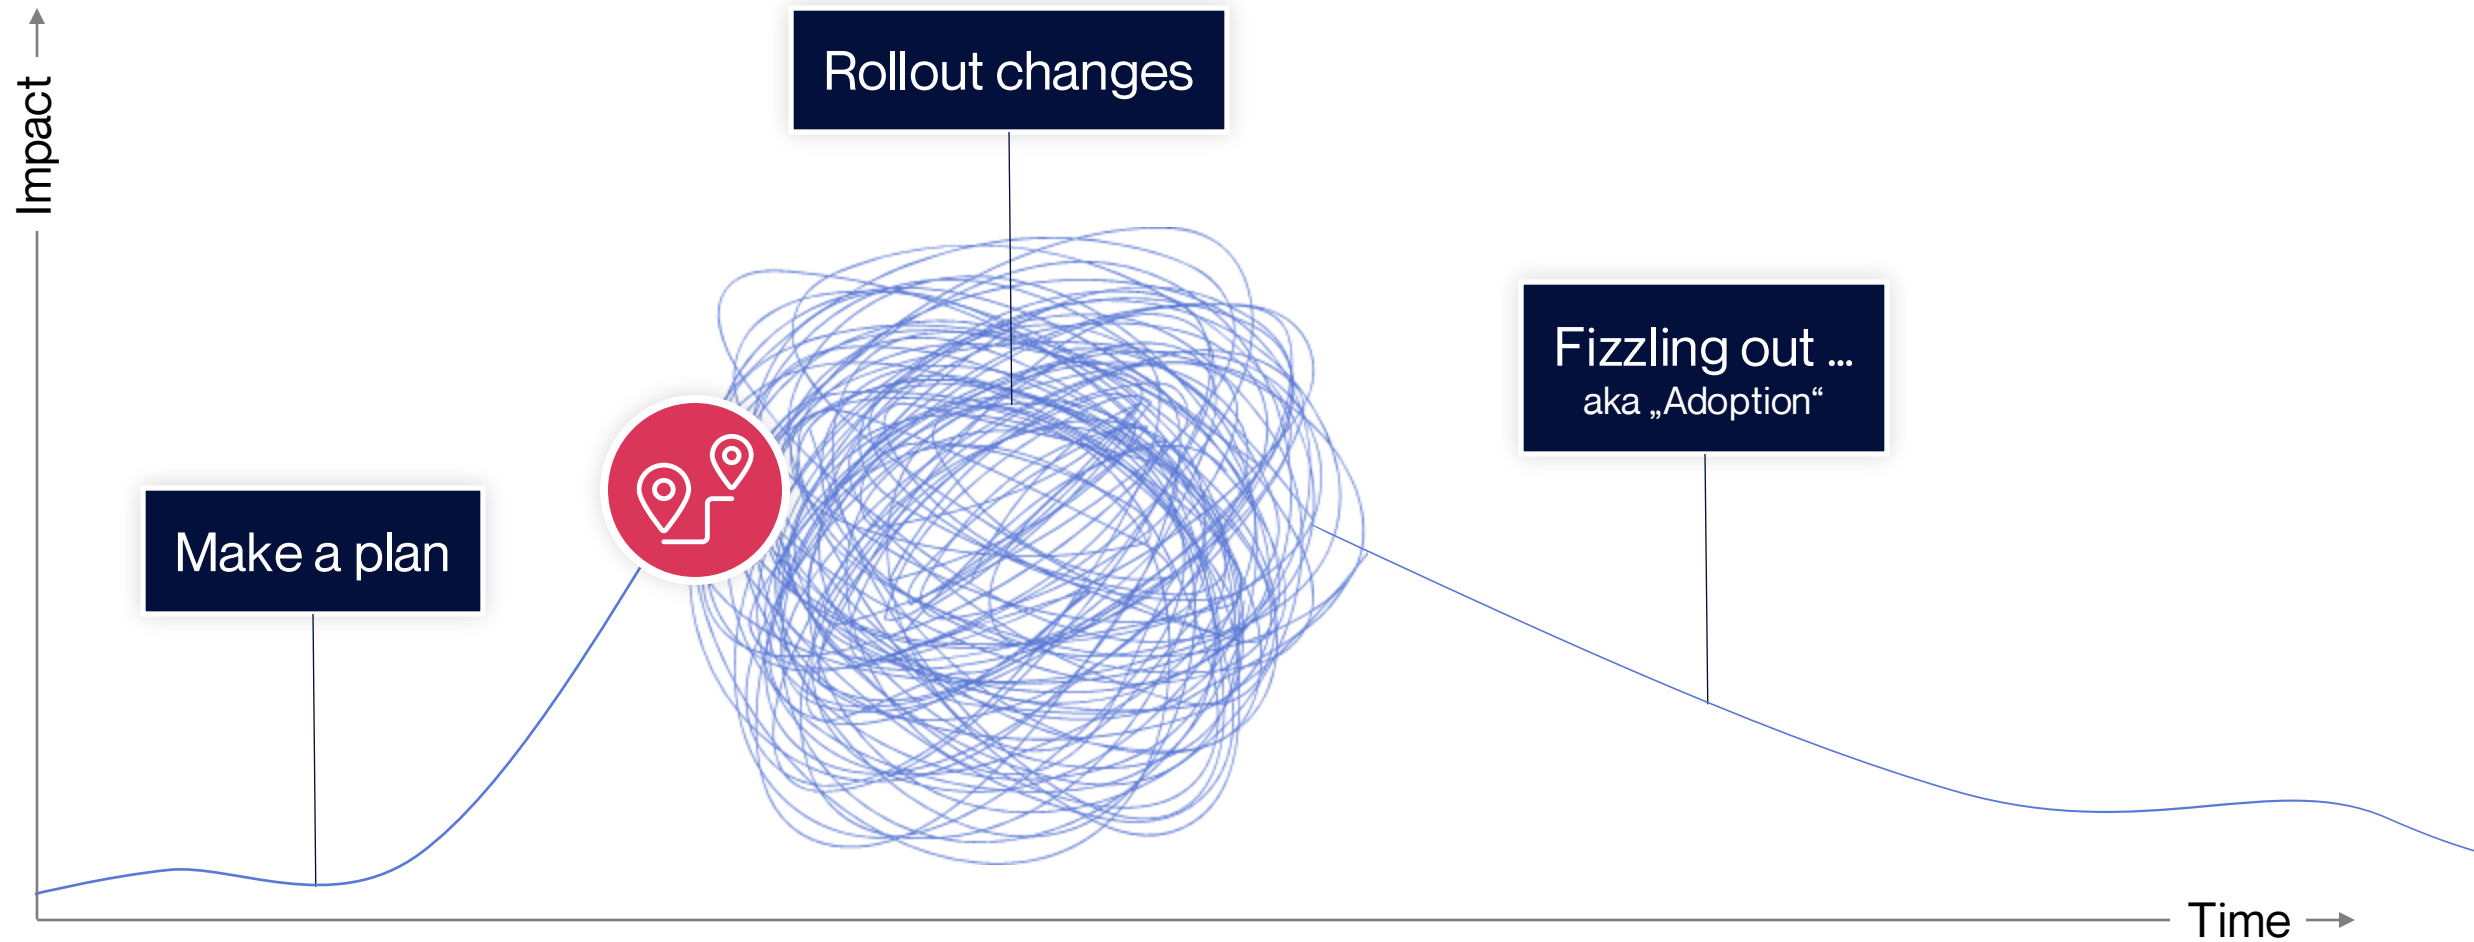 Impact
Rollout changes
Fizzling out ...
aka „Adoption“
Make a plan
Time